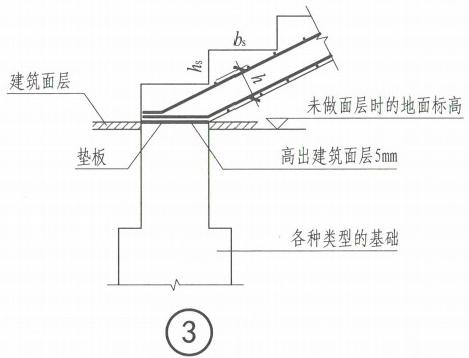 bs
hs
h
建筑面层
未做面层时的地面标高
垫板
高出建筑面层5mm
各种类型的基础
3